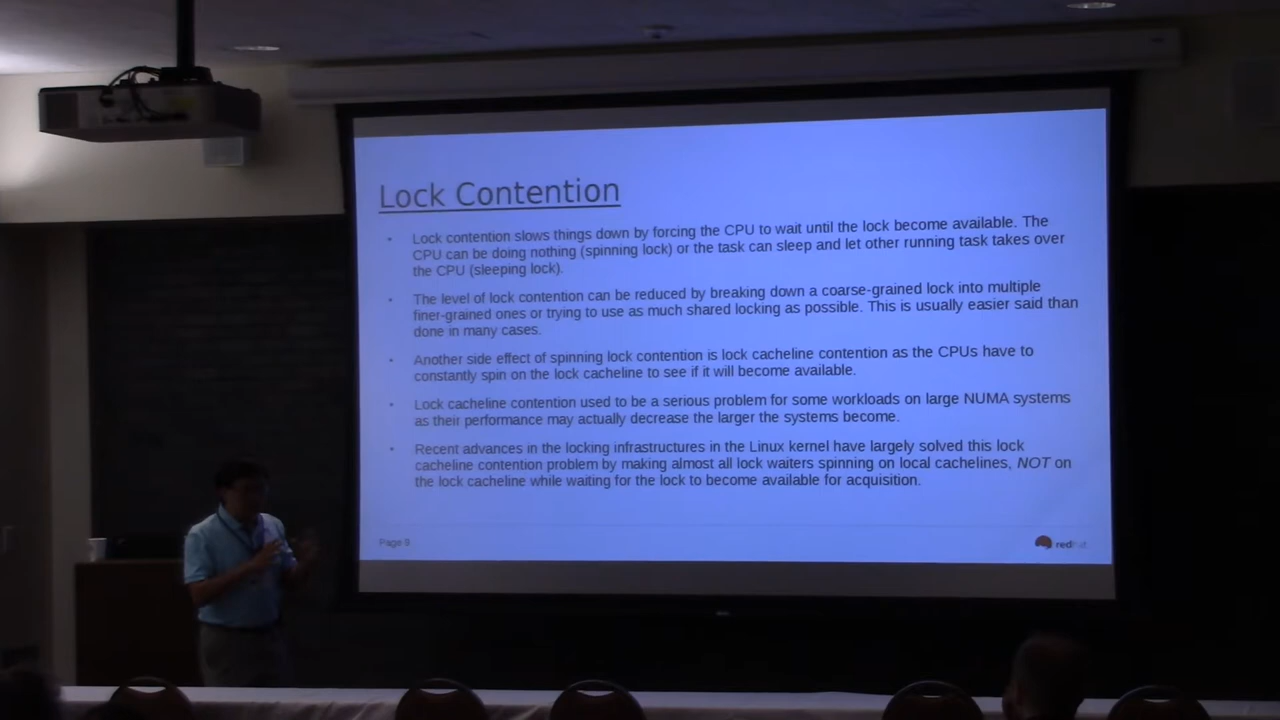 Lock Contention
Lock contention slows things down by forcing the CPU to wait until the lock become available. The
CPU can be doing nothing (spinning lock) or the task can sleep and let other running task takes over
the CPU (sleeping lock).
The level of lock contention can be reduced by breaking down a coarse-grained lock into multiple
finer-grained ones or trying to use as much shared locking as possible. This is usually easier said than
done in many cases.
Another side effect of spinning lock contention is lock cacheline contention as the CPUs have to
constantly spin on the lock cacheline to see if it will become available.
Lock cacheline contention used to be a serious problem for some workloads on large NUMA systems
as their performance may actually decrease the larger the systems become.
Recent advances in the locking infrastructures in the Linux kernel have largely solved this lock
cacheline contention problem by making almost all lock waiters spinning on local cachelines, NOT on
the lock cacheline while waiting for the lock to become available for acquisition.
Page 9
redhat